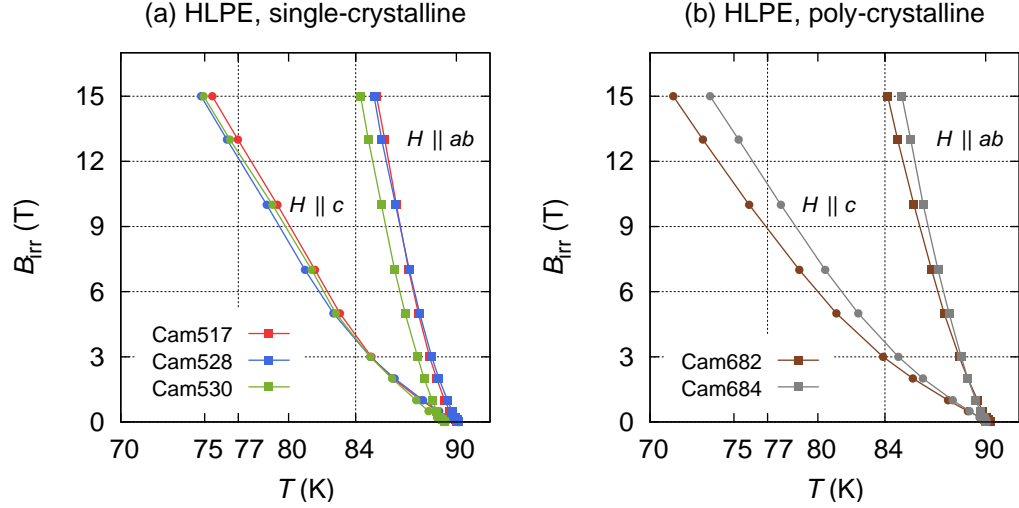 (a) HLPE, single-crystalline
15
12
9
6
3
0
B_irr (T)
H || ab
H || c
Cam517
Cam528
Cam530
70 75 77 80 84 90
T (K)
(b) HLPE, poly-crystalline
15
12
9
6
3
0
B_irr (T)
H || ab
H || c
Cam682
Cam684
70 75 77 80 84 90
T (K)